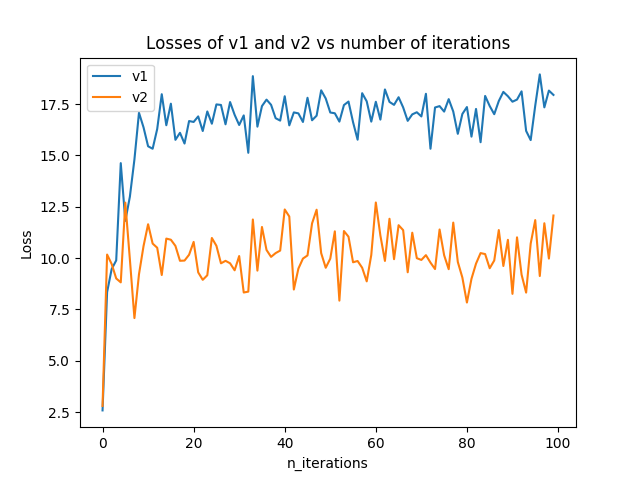 Losses of v1 and v2 vs number of iterations
v1
v2
17.5
15.0
12.5
10.0
7.5
5.0
2.5
Loss
0 20 40 60 80 100
n_iterations